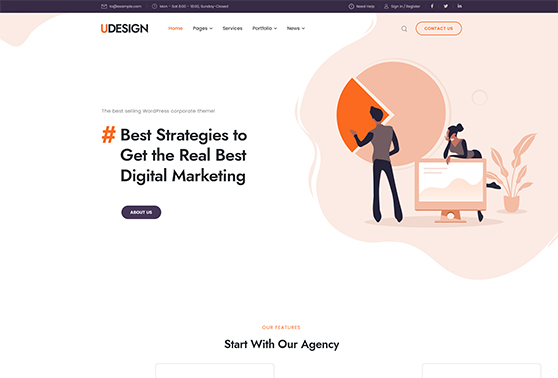 hi@example.com Mon - Sat 9.00 - 18.00, Sunday-Closed Need Help Sign In / Register
UDESIGN Home Pages Services Portfolio News CONTACT US
The best selling WordPress corporate theme!
# Best Strategies to
Get the Real Best
Digital Marketing
ABOUT US
OUR FEATURES
Start With Our Agency